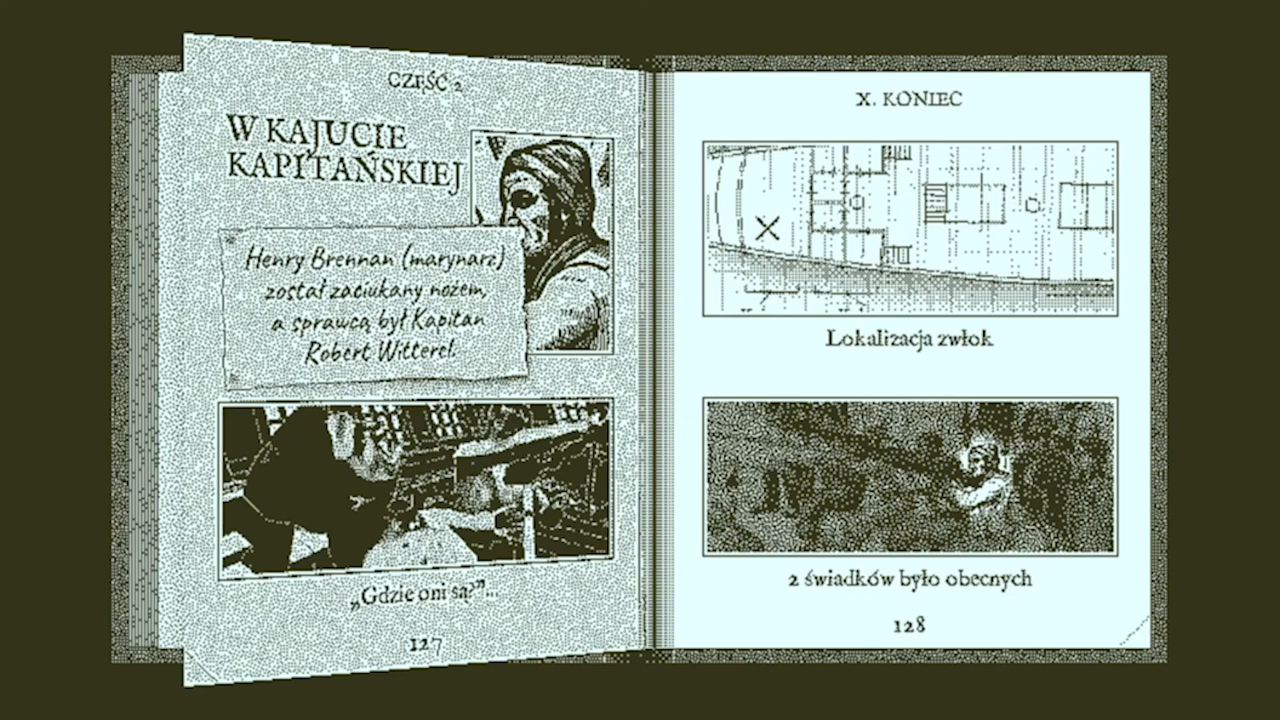 CZĘŚĆ 2
W KAJUCIE
KAPITAŃSKIEJ
Henry Brennan (marynarz)
został zaciukany nożem,
a sprawcą był Kapitan
Robert Witterel.
„Gdzie oni są?”...
127
X. KONIEC
Lokalizacja zwłok
2 świadków było obecnych
128